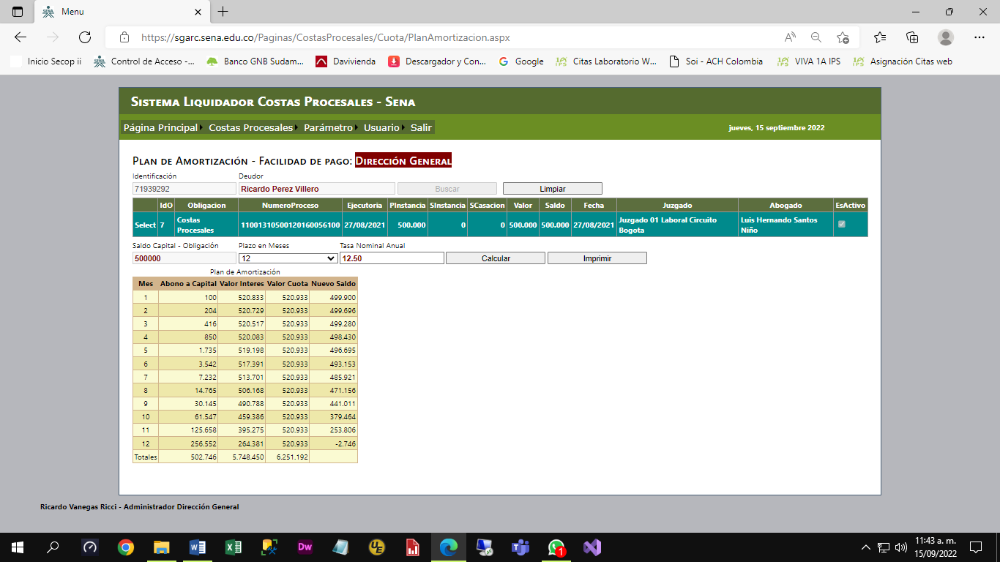 Menu
https://sgarc.sena.edu.co/Paginas/CostasProcesales/Cuota/PlanAmortizacion.aspx
Inicio Secop ii SENA Control de Acceso -... Banco GNB Sudam... Davivienda Descargador y Con... Google Citas Laboratorio W... Soi - ACH Colombia VIVA 1A IPS Asignación Citas web
Sistema Liquidador Costas Procesales - Sena
Página Principal Costas Procesales Parámetro Usuario Salir jueves, 15 septiembre 2022
Plan de Amortización - Facilidad de pago: Dirección General
Identificación Deudor
71939292 Ricardo Perez Villero Buscar Limpiar
IdO Obligacion NumeroProceso Ejecutoria PInstancia SInstancia SCasacion Valor Saldo Fecha Juzgado Abogado EsActivo
Select 7 Costas Procesales 11001310500120160056100 27/08/2021 500.000 0 0 500.000 500.000 27/08/2021 Juzgado 01 Laboral Circuito Bogota Luis Hernando Santos Niño
Saldo Capital - Obligación Plazo en Meses Tasa Nominal Anual
500000 12 12.50 Calcular Imprimir
Plan de Amortización
Mes Abono a Capital Valor Interes Valor Cuota Nuevo Saldo
1 100 520.833 520.933 499.900
2 204 520.729 520.933 499.696
3 416 520.517 520.933 499.280
4 850 520.083 520.933 498.430
5 1.735 519.198 520.933 496.695
6 3.542 517.391 520.933 493.153
7 7.232 513.701 520.933 485.921
8 14.765 506.168 520.933 471.156
9 30.145 490.788 520.933 441.011
10 61.547 459.386 520.933 379.464
11 125.658 395.275 520.933 253.806
12 256.552 264.381 520.933 -2.746
Totales 502.746 5.748.450 6.251.192
Ricardo Vanegas Ricci - Administrador Dirección General
Dw UE 1 11:43 a. m.
15/09/2022